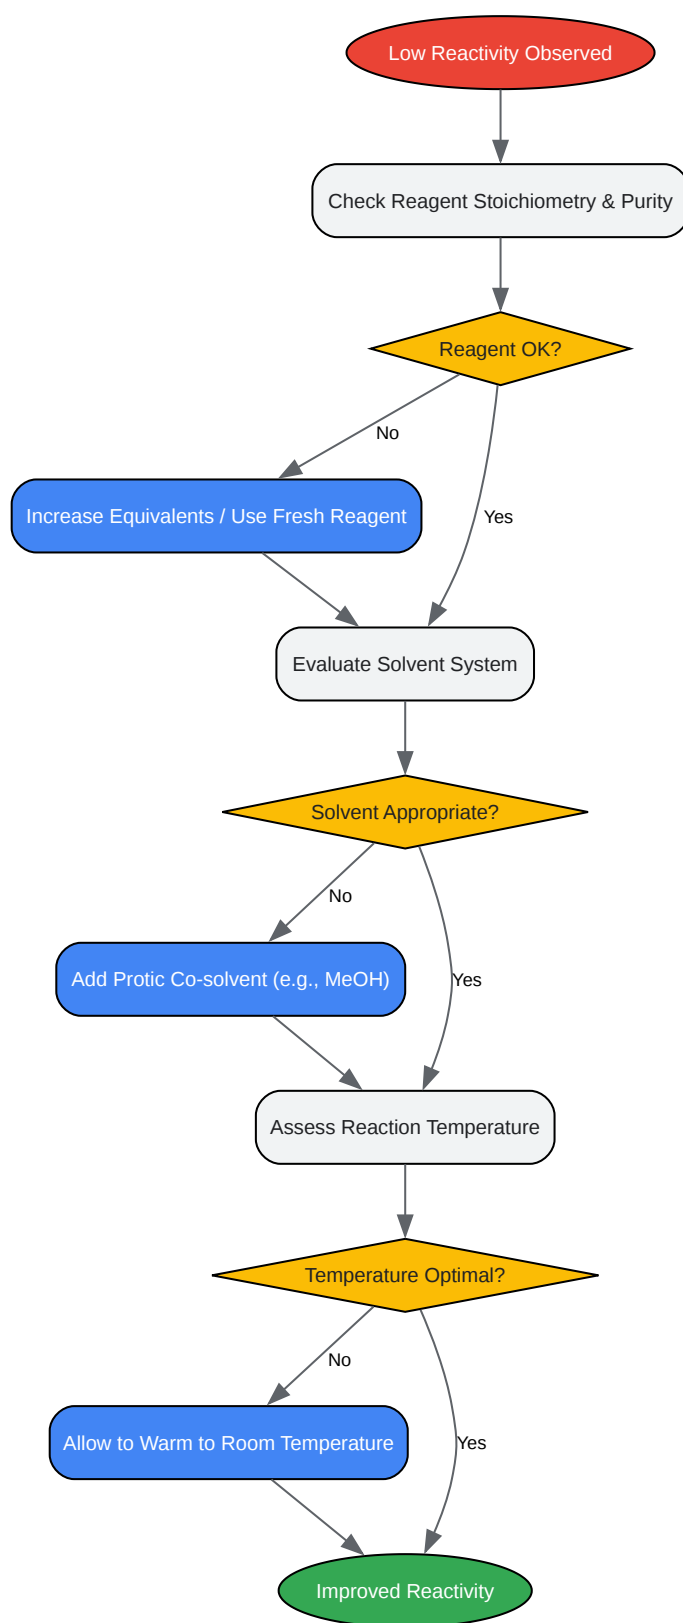 Low Reactivity Observed
Check Reagent Stoichiometry & Purity
Reagent OK?
No
Increase Equivalents / Use Fresh Reagent
Yes
Evaluate Solvent System
Solvent Appropriate?
No
Add Protic Co-solvent (e.g., MeOH)
Yes
Assess Reaction Temperature
Temperature Optimal?
No
Allow to Warm to Room Temperature
Yes
Improved Reactivity